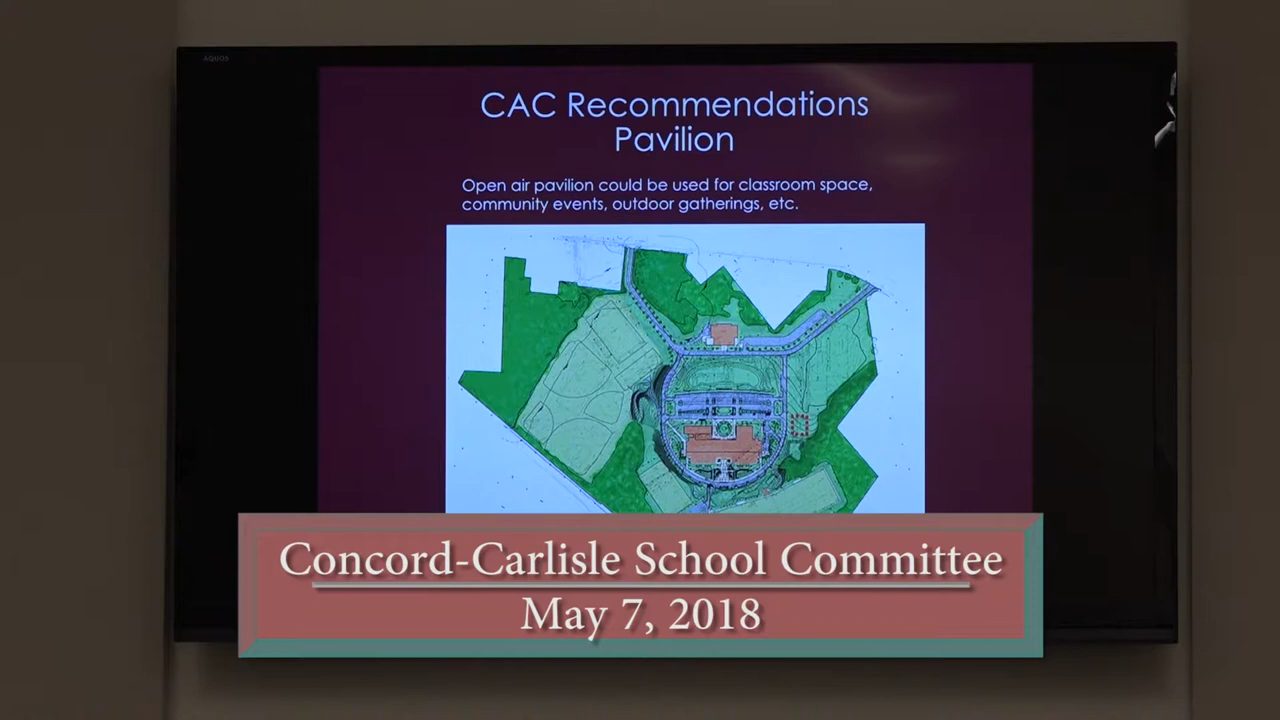 AQUOS
CAC Recommendations
Pavilion
Open air pavilion could be used for classroom space,
community events, outdoor gatherings, etc.
Concord-Carlisle School Committee
May 7, 2018